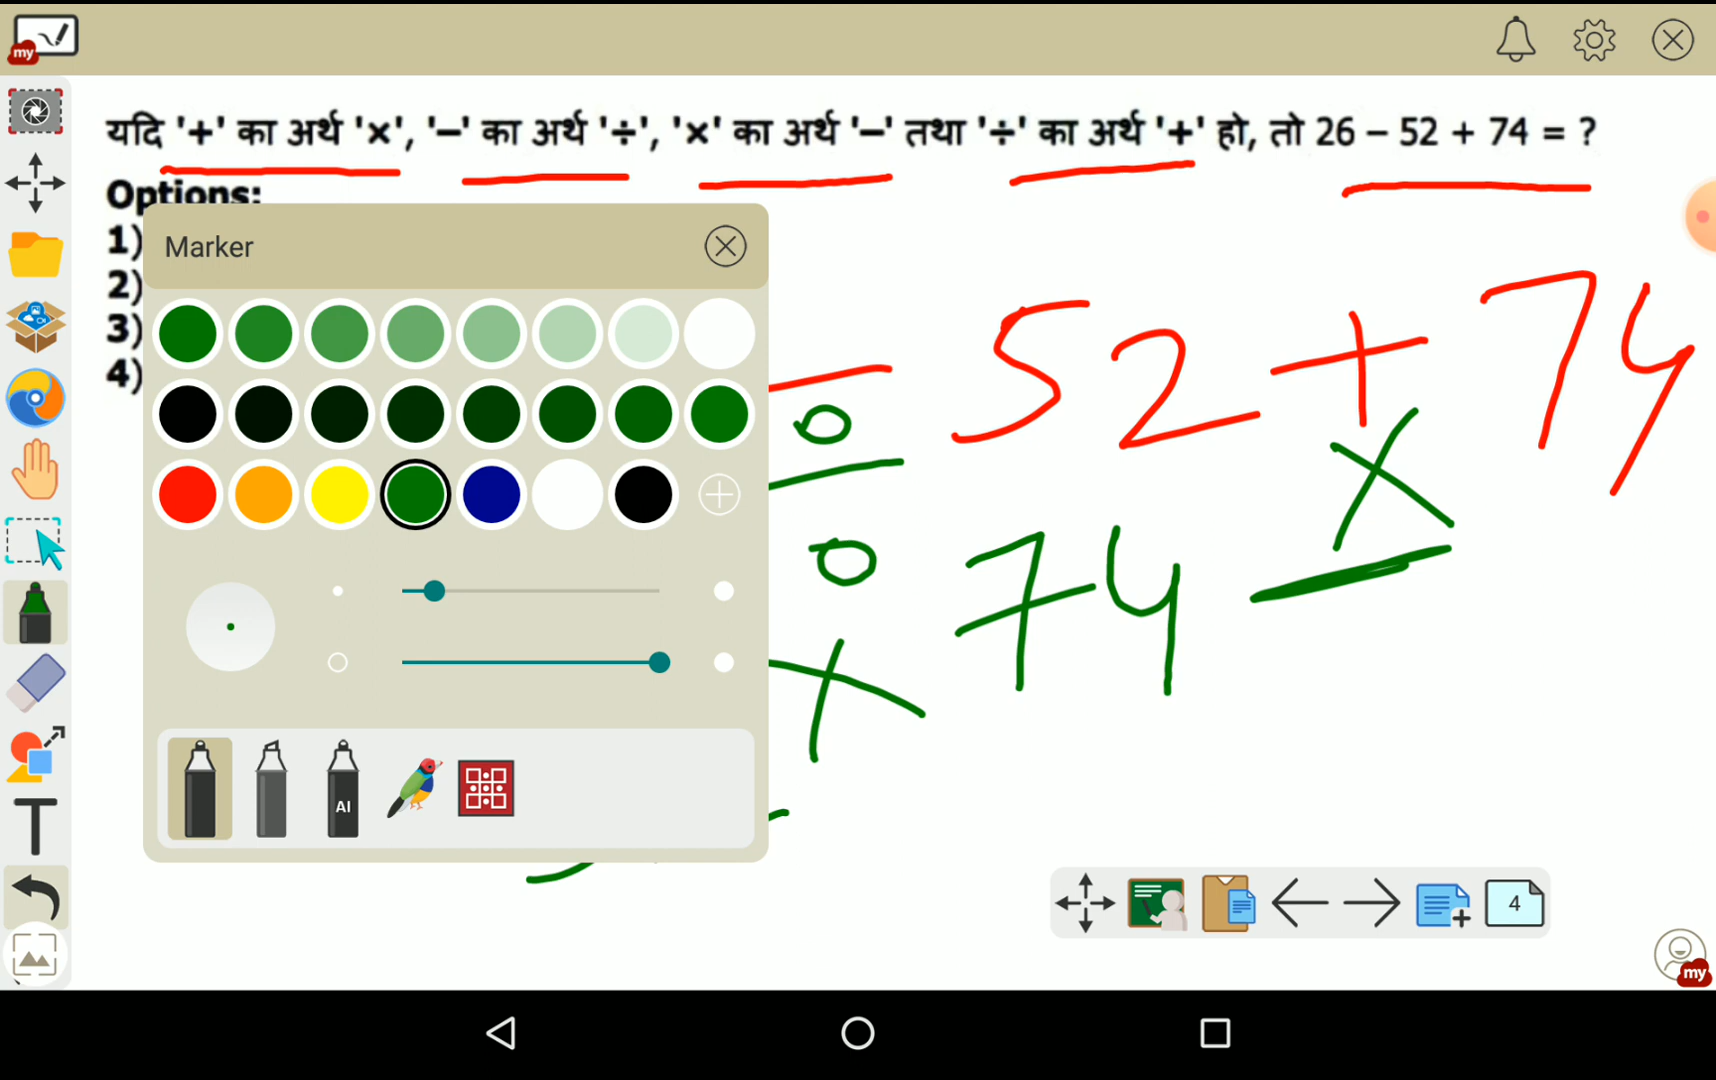 my
यदि '+' का अर्थ '×', '−' का अर्थ '÷', '×' का अर्थ '−' तथा '÷' का अर्थ '+' हो, तो 26 − 52 + 74 = ?
Options:
1)
2)
3)
4)
Marker
52 + 74
×
74
×
AI
T
4
my